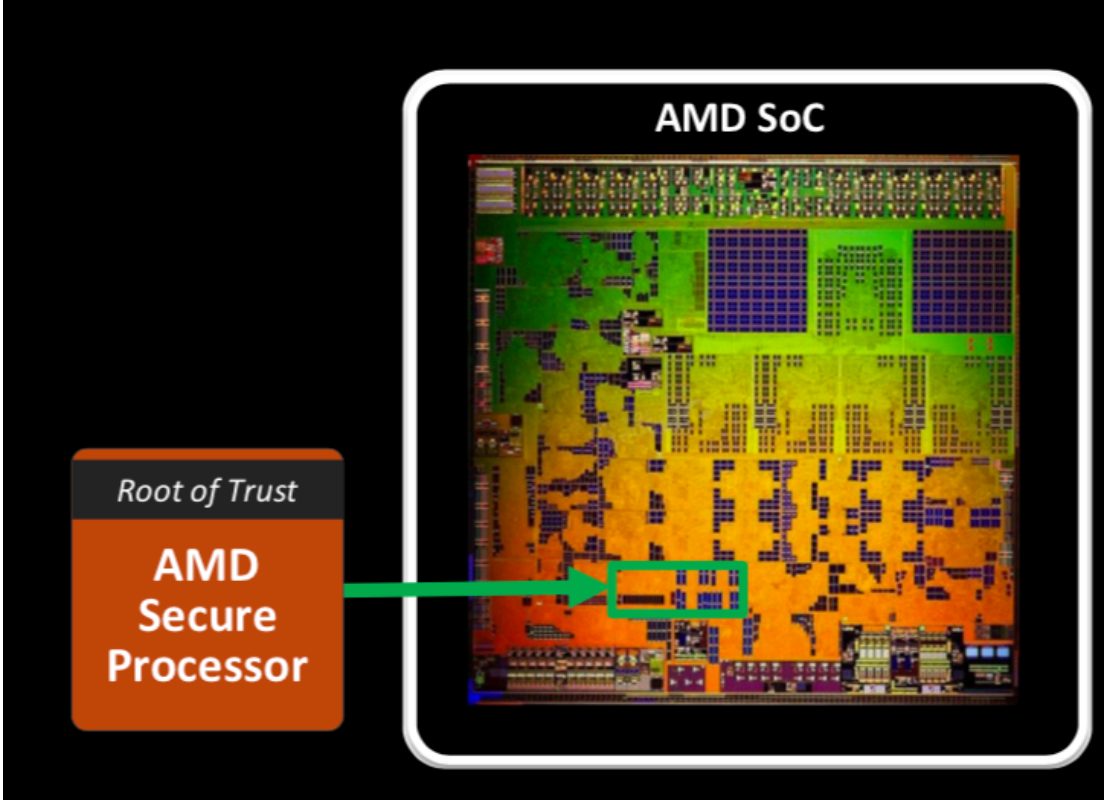 AMD SoC
Root of Trust
AMD
Secure
Processor